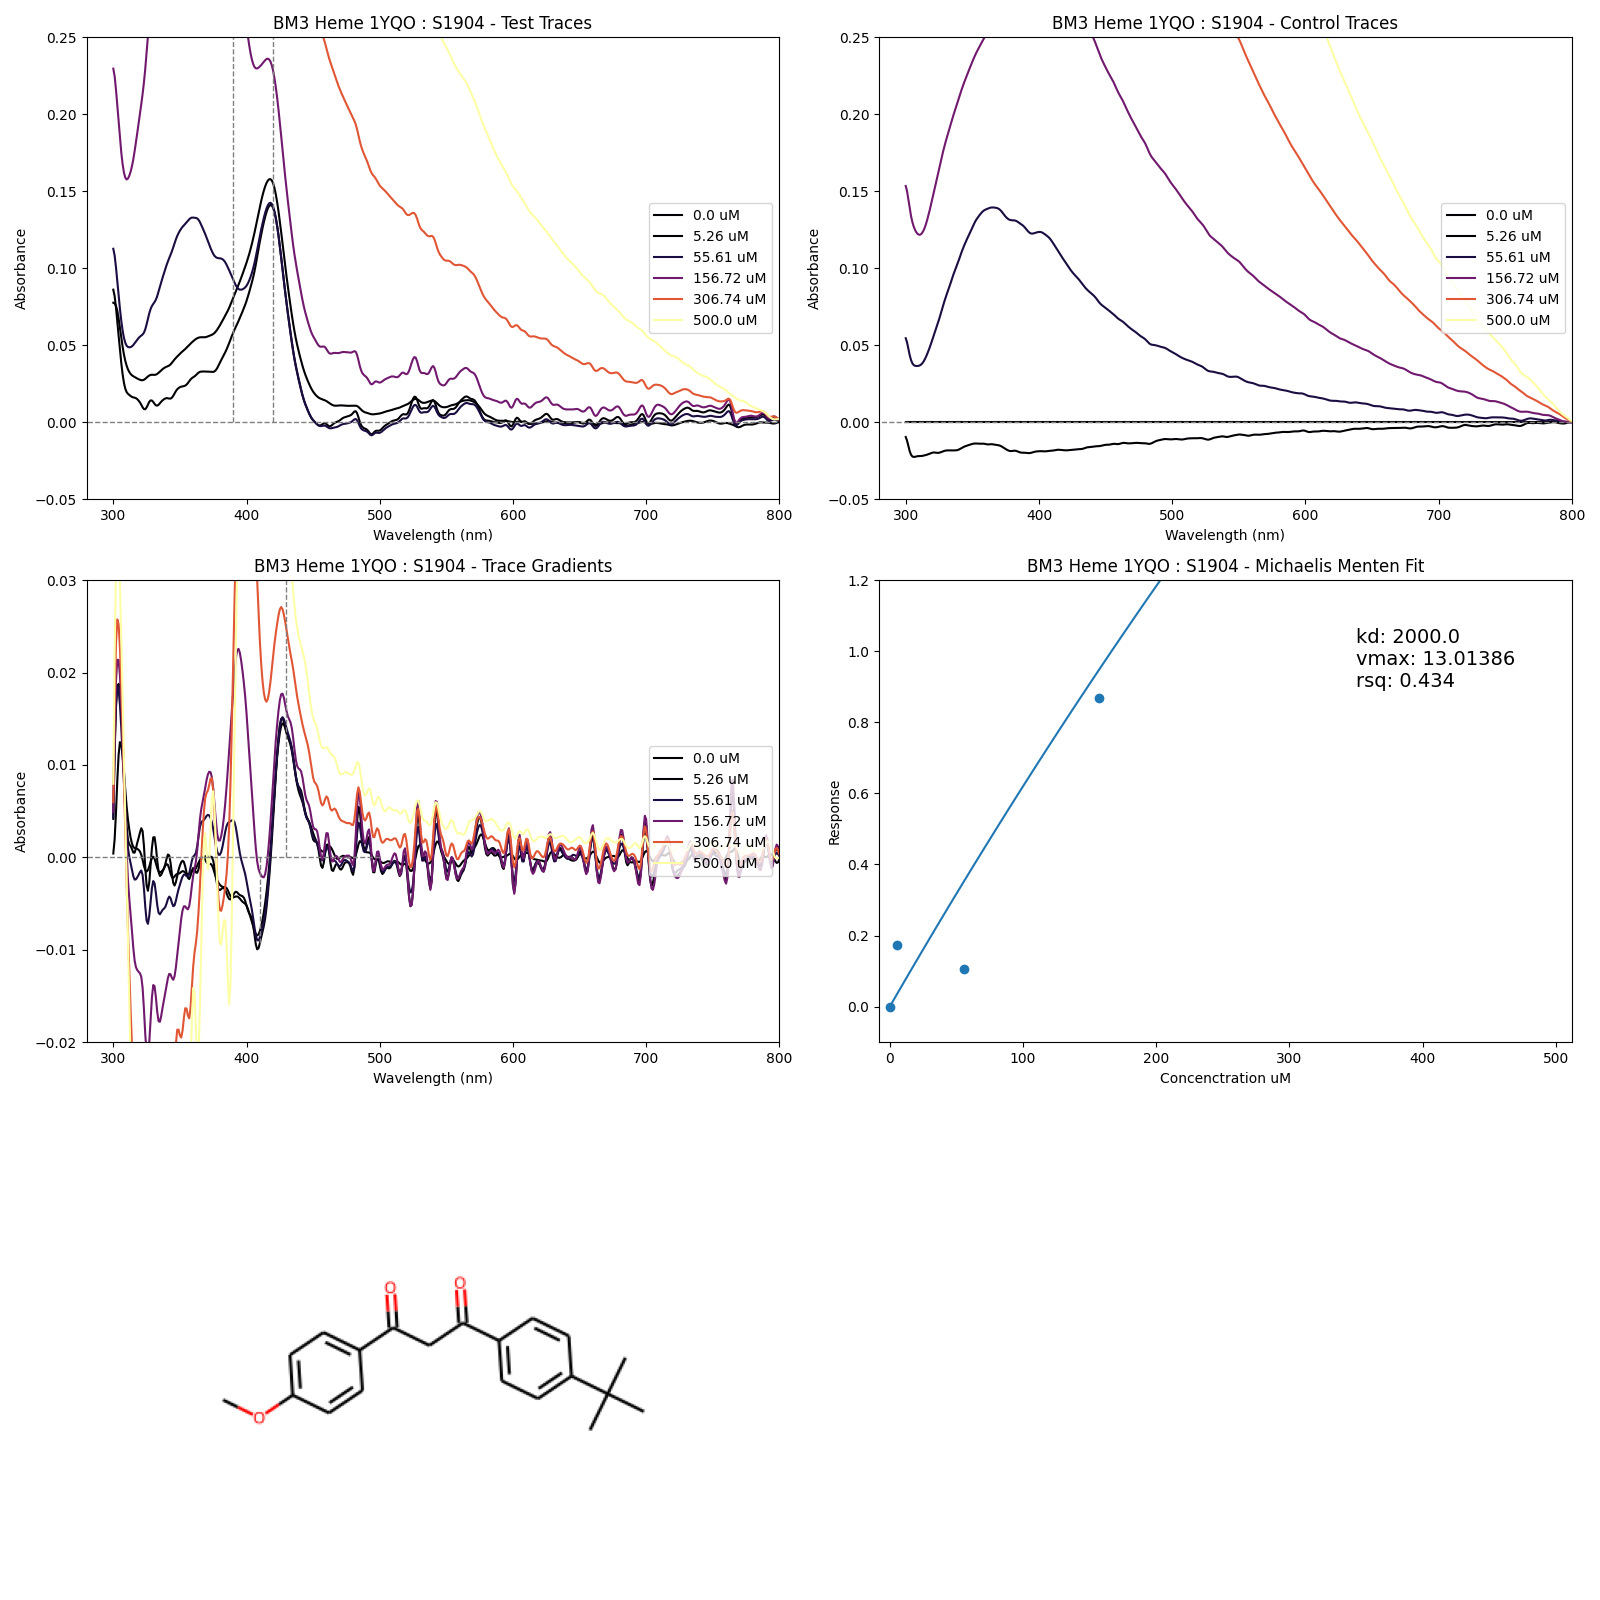 BM3 Heme 1YQO : S1904 - Test Traces
0.25
0.20
0.15
0.10
0.05
0.00
−0.05
Absorbance
300 400 500 600 700 800
Wavelength (nm)
0.0 uM
5.26 uM
55.61 uM
156.72 uM
306.74 uM
500.0 uM
BM3 Heme 1YQO : S1904 - Control Traces
0.25
0.20
0.15
0.10
0.05
0.00
−0.05
Absorbance
300 400 500 600 700 800
Wavelength (nm)
0.0 uM
5.26 uM
55.61 uM
156.72 uM
306.74 uM
500.0 uM
BM3 Heme 1YQO : S1904 - Trace Gradients
0.03
0.02
0.01
0.00
−0.01
−0.02
Absorbance
300 400 500 600 700 800
Wavelength (nm)
0.0 uM
5.26 uM
55.61 uM
156.72 uM
306.74 uM
500.0 uM
BM3 Heme 1YQO : S1904 - Michaelis Menten Fit
1.2
1.0
0.8
0.6
0.4
0.2
0.0
Response
0 100 200 300 400 500
Concenctration uM
kd: 2000.0
vmax: 13.01386
rsq: 0.434
O O
O